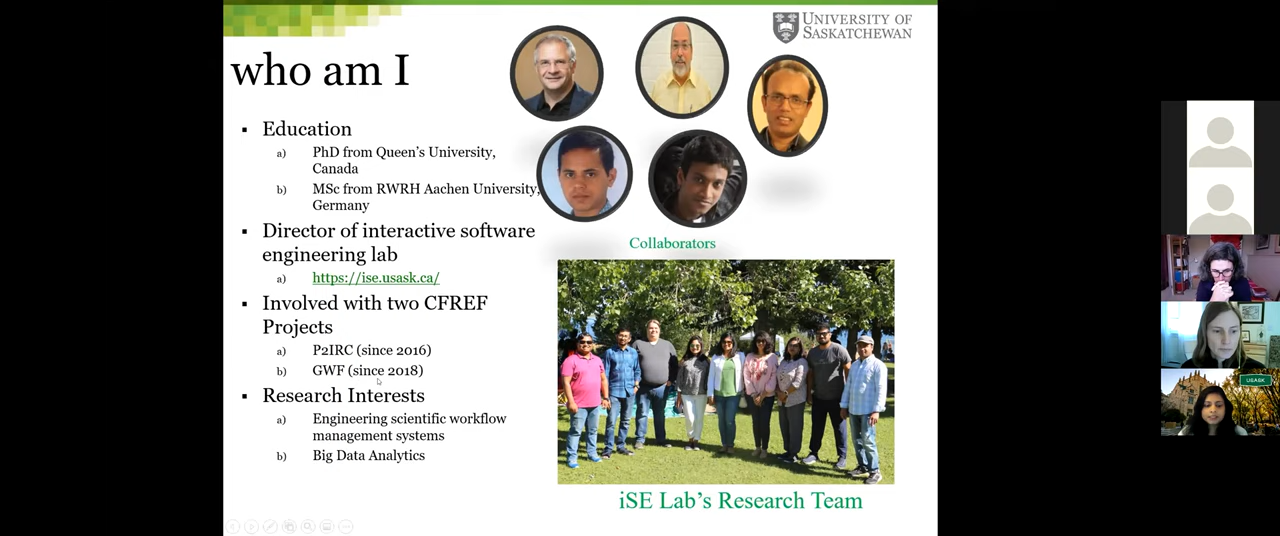 UNIVERSITY OF
SASKATCHEWAN
who am I
▪ Education
a) PhD from Queen's University,
Canada
b) MSc from RWRH Aachen University,
Germany
▪ Director of interactive software
engineering lab
a) https://ise.usask.ca/
▪ Involved with two CFREF
Projects
a) P2IRC (since 2016)
b) GWF (since 2018)
▪ Research Interests
a) Engineering scientific workflow
management systems
b) Big Data Analytics
Collaborators
iSE Lab's Research Team
USASK